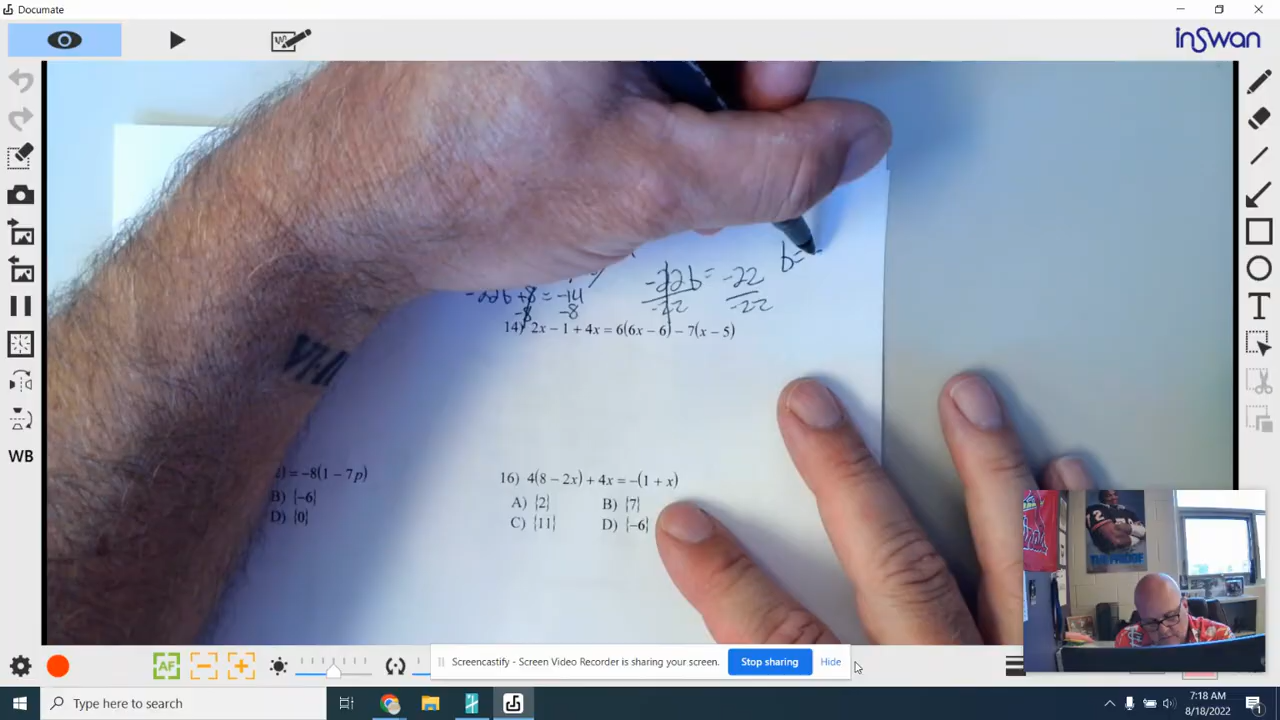 Documate
inSwan
b = -
-22b = -22
-22 -22
-22b + 8 = -14
-8 -8
14) 2x − 1 + 4x = 6(6x − 6) − 7(x − 5)
= −8(1 − 7p)
B) {−6}
D) {0}
16) 4(8 − 2x) + 4x = −(1 + x)
A) {2} B) {7}
C) {11} D) {−6}
WB
AF
Screencastify - Screen Video Recorder is sharing your screen.
Stop sharing
Hide
Type here to search
7:18 AM
8/18/2022